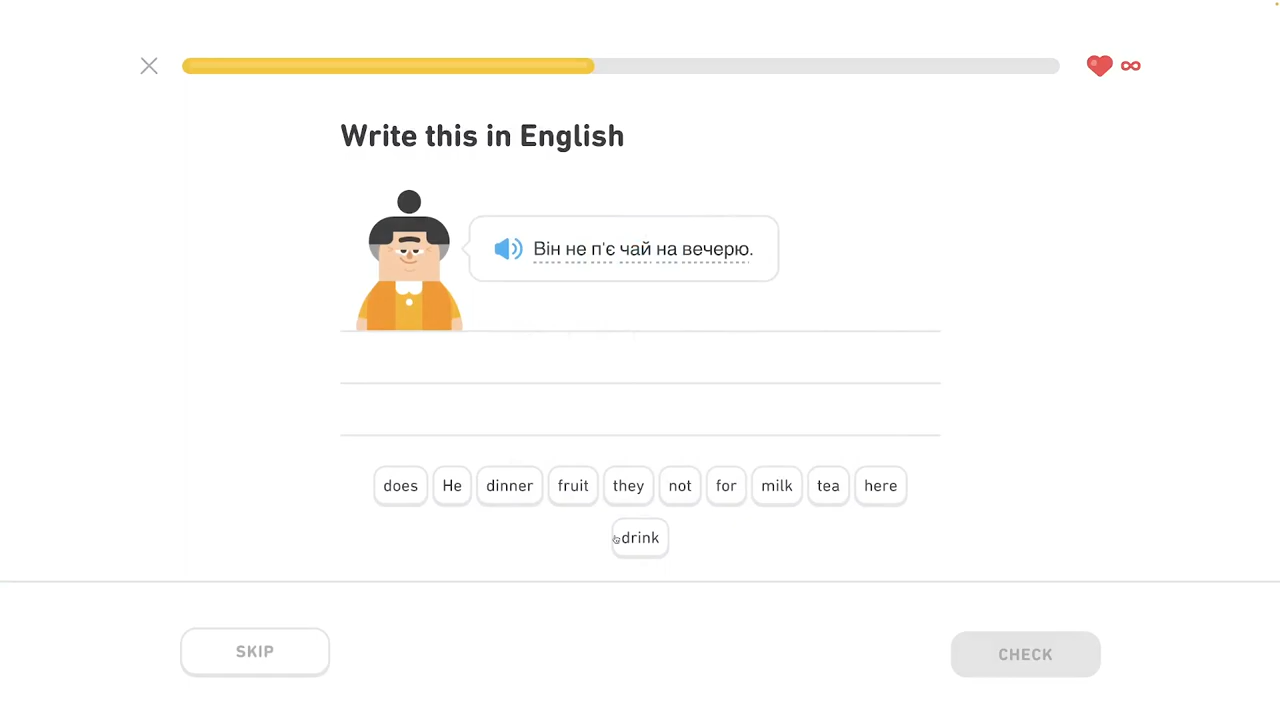 Write this in English
Він не п'є чай на вечерю.
does He dinner fruit they not for milk tea here
drink
SKIP
CHECK